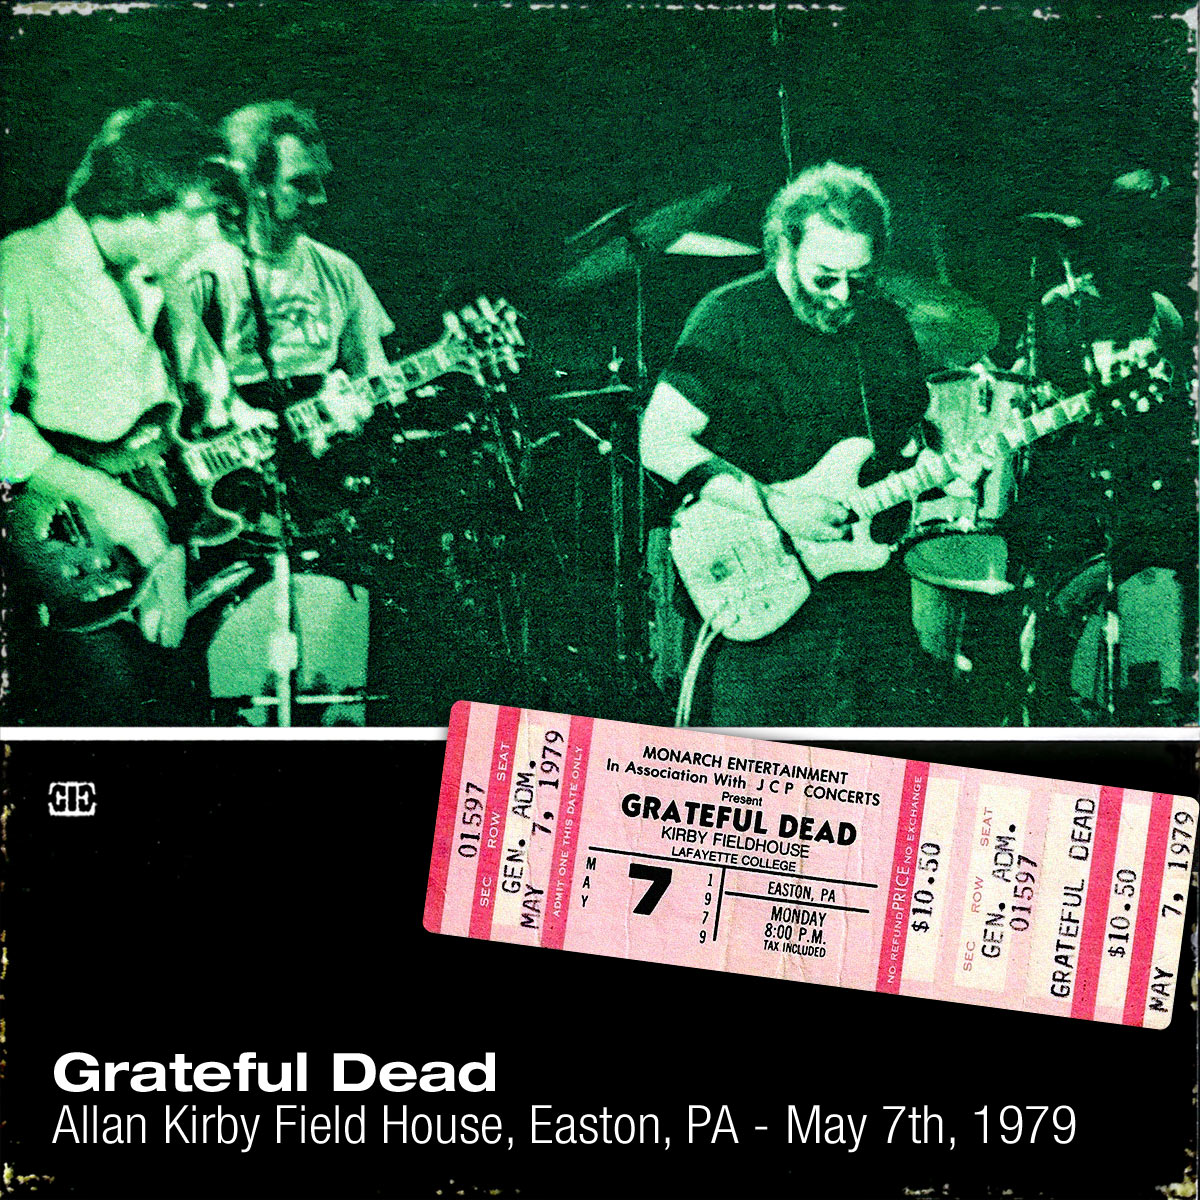 01597
SEC ROW SEAT
GEN. ADM.
MAY 7, 1979
ADMIT ONE THIS DATE ONLY
MONARCH ENTERTAINMENT
In Association With J C P CONCERTS
Present
GRATEFUL DEAD
KIRBY FIELDHOUSE
LAFAYETTE COLLEGE
MAY
7
1979
EASTON, PA
MONDAY
8:00 P.M.
TAX INCLUDED
NO REFUND PRICE NO EXCHANGE
$10.50
SEC ROW SEAT
GEN. ADM.
01597
GRATEFUL DEAD
$10.50
MAY 7, 1979
Grateful Dead
Allan Kirby Field House, Easton, PA - May 7th, 1979